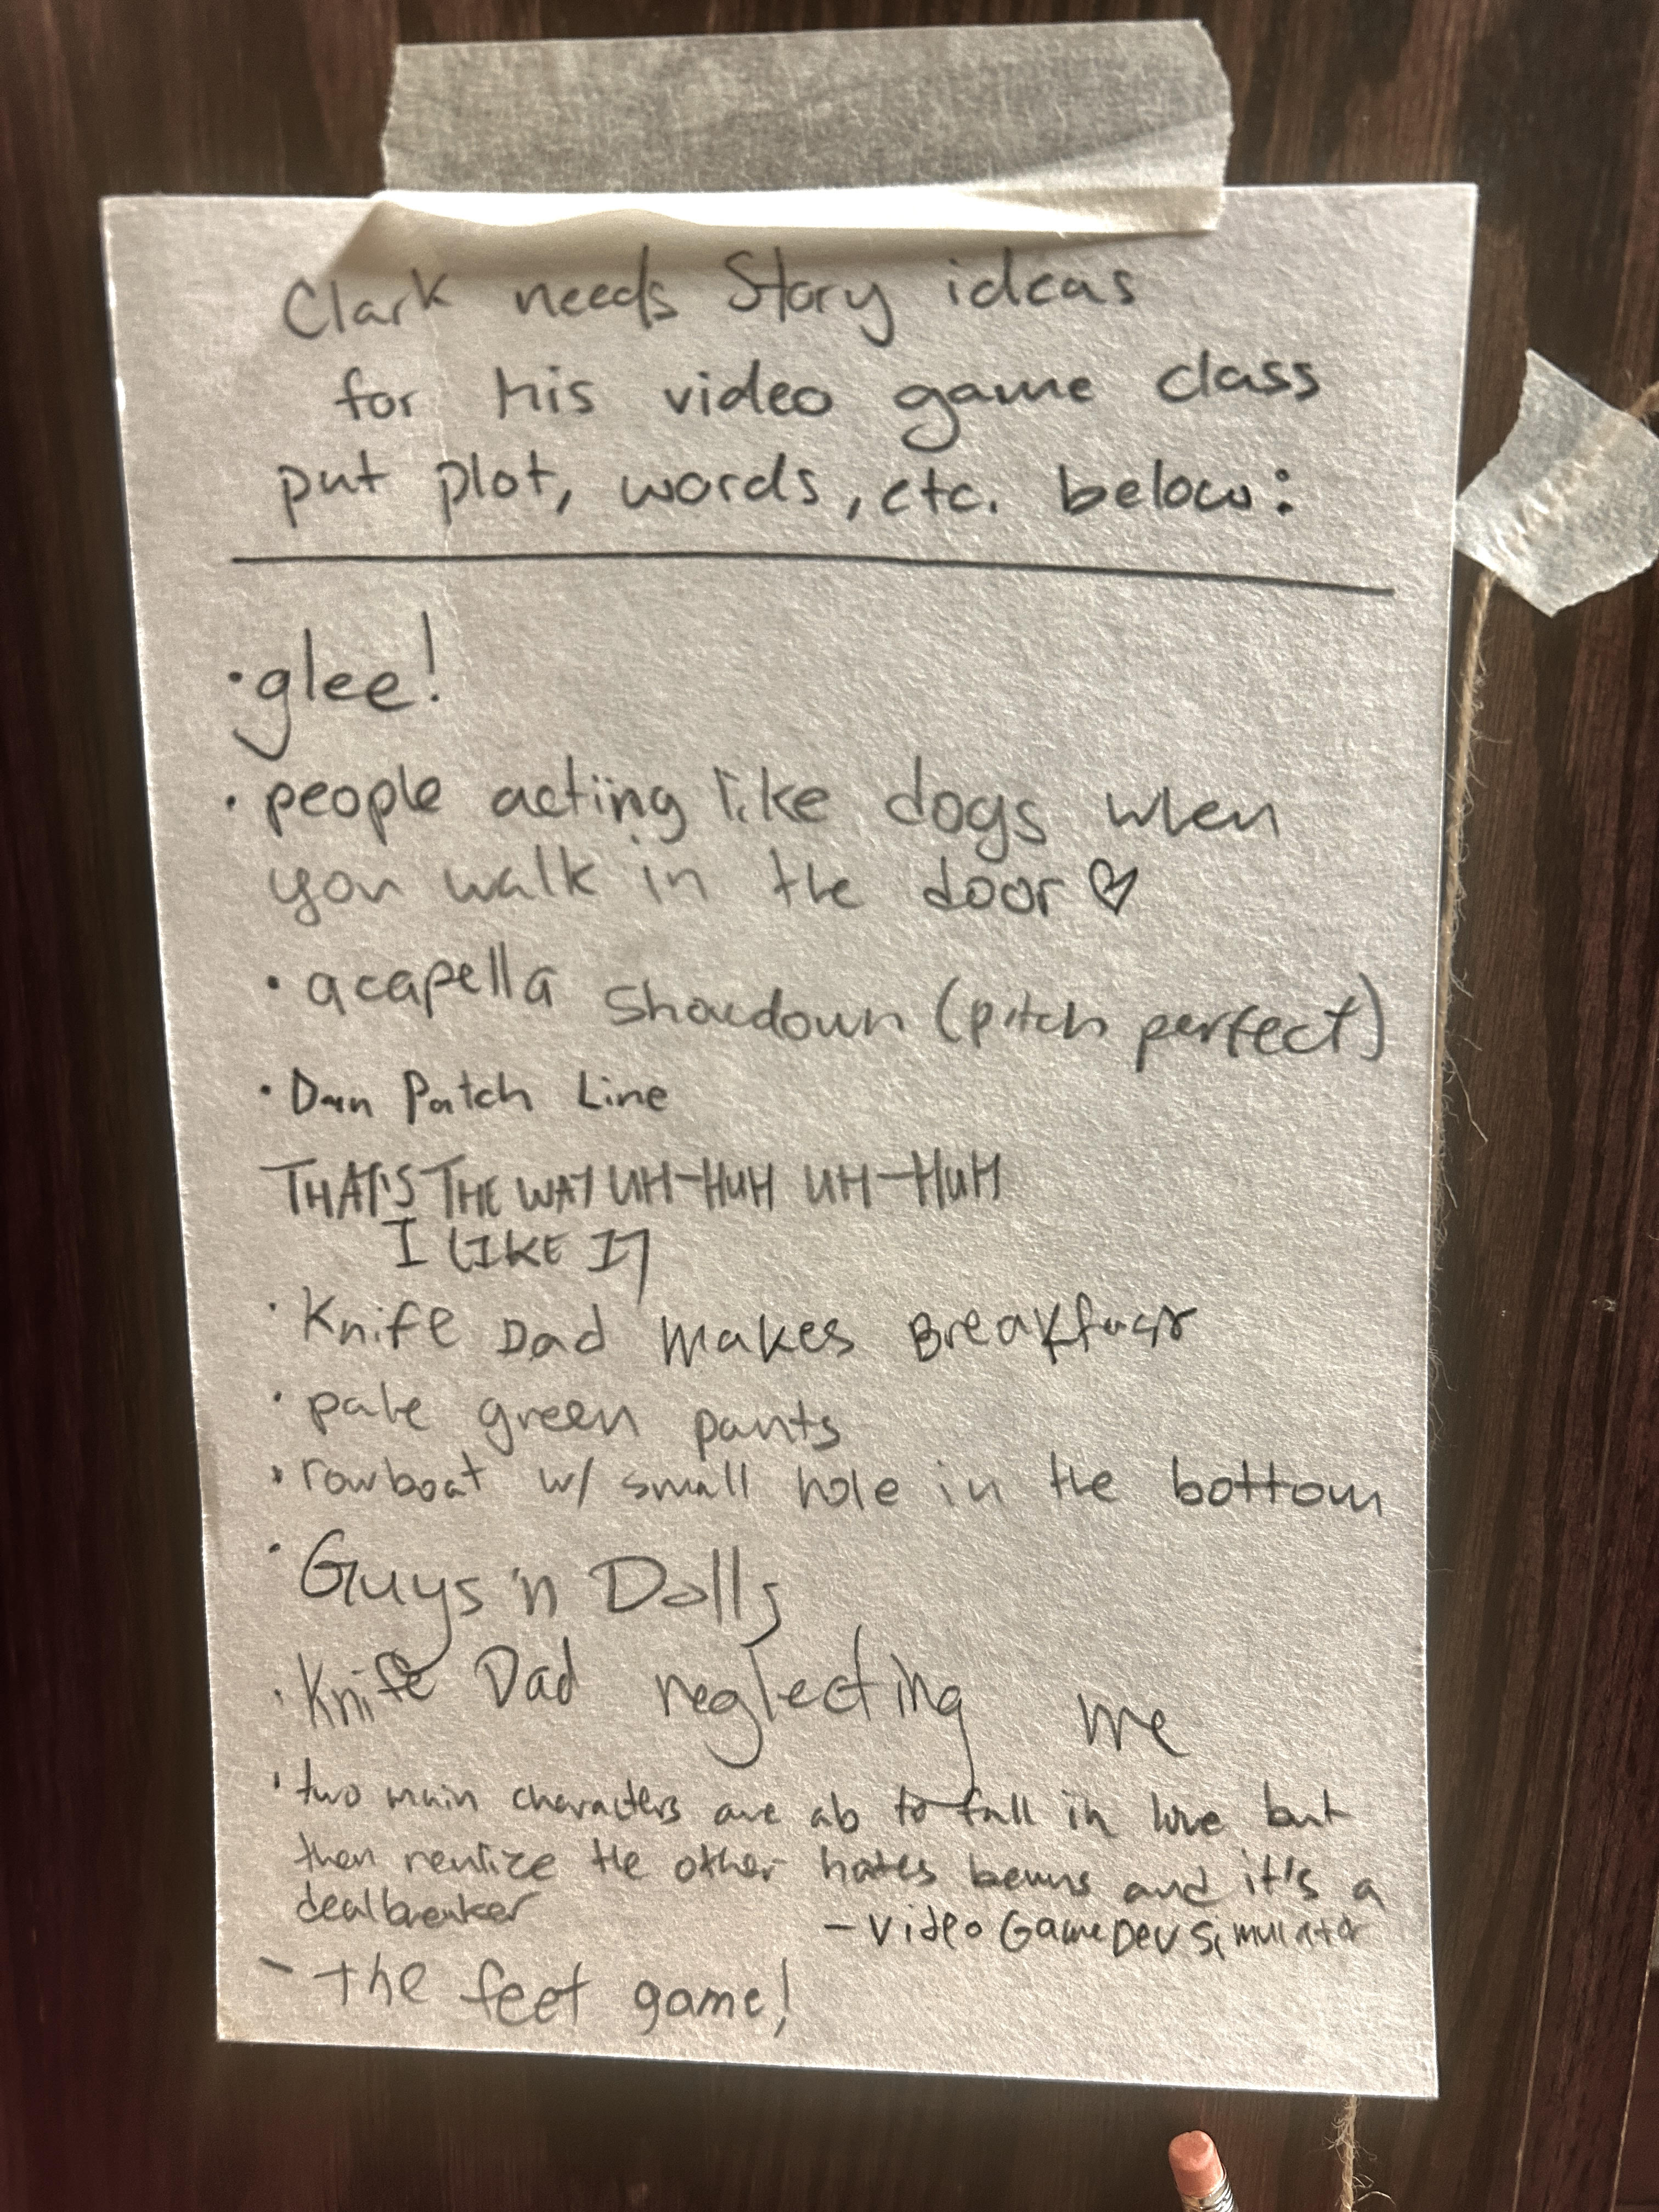 Clark needs Story ideas
for his video game class
put plot, words, etc. below:
• glee!
• people acting like dogs when
you walk in the door ♡
• acapella showdown (pitch perfect)
• Dan Patch Line
THAT'S THE WAY UH-HUH UH-HUH
I LIKE IT
• Knife Dad makes Breakfast
• pale green pants
• rowboat w/ small hole in the bottom
• Guys 'n Dolls
• Knife Dad neglecting me
• two main characters are ab to fall in love but
then realize the other hates beans and it's a
dealbreaker
- Video Game Dev Simulator
- the feet game!